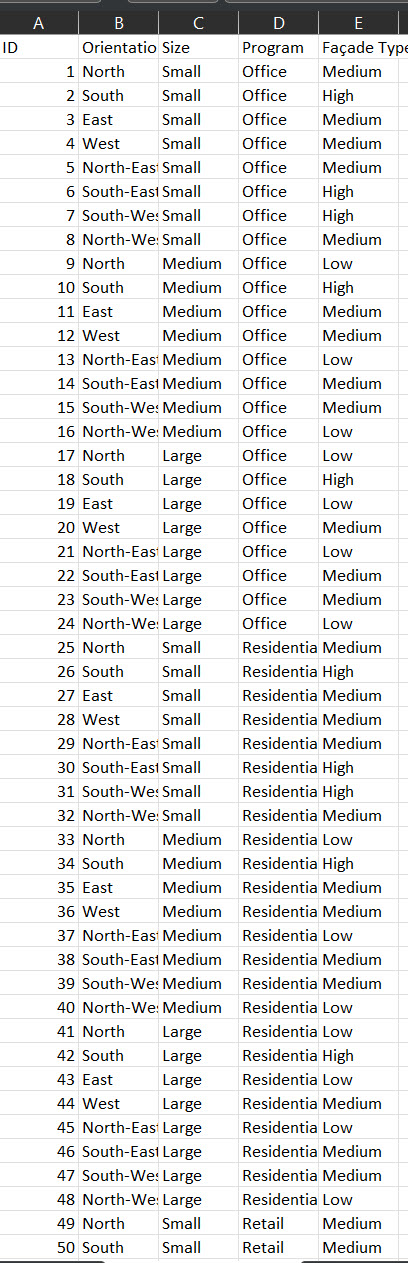 A B C D E
ID Orientatio Size Program Façade Type
1 North Small Office Medium
2 South Small Office High
3 East Small Office Medium
4 West Small Office Medium
5 North-East Small Office Medium
6 South-East Small Office High
7 South-Wes Small Office High
8 North-Wes Small Office Medium
9 North Medium Office Low
10 South Medium Office High
11 East Medium Office Medium
12 West Medium Office Medium
13 North-East Medium Office Low
14 South-East Medium Office Medium
15 South-Wes Medium Office Medium
16 North-Wes Medium Office Low
17 North Large Office Low
18 South Large Office High
19 East Large Office Low
20 West Large Office Medium
21 North-East Large Office Low
22 South-East Large Office Medium
23 South-Wes Large Office Medium
24 North-Wes Large Office Low
25 North Small Residentia Medium
26 South Small Residentia High
27 East Small Residentia Medium
28 West Small Residentia Medium
29 North-East Small Residentia Medium
30 South-East Small Residentia High
31 South-Wes Small Residentia High
32 North-Wes Small Residentia Medium
33 North Medium Residentia Low
34 South Medium Residentia High
35 East Medium Residentia Medium
36 West Medium Residentia Medium
37 North-East Medium Residentia Low
38 South-East Medium Residentia Medium
39 South-Wes Medium Residentia Medium
40 North-Wes Medium Residentia Low
41 North Large Residentia Low
42 South Large Residentia High
43 East Large Residentia Low
44 West Large Residentia Medium
45 North-East Large Residentia Low
46 South-East Large Residentia Medium
47 South-Wes Large Residentia Medium
48 North-Wes Large Residentia Low
49 North Small Retail Medium
50 South Small Retail Medium